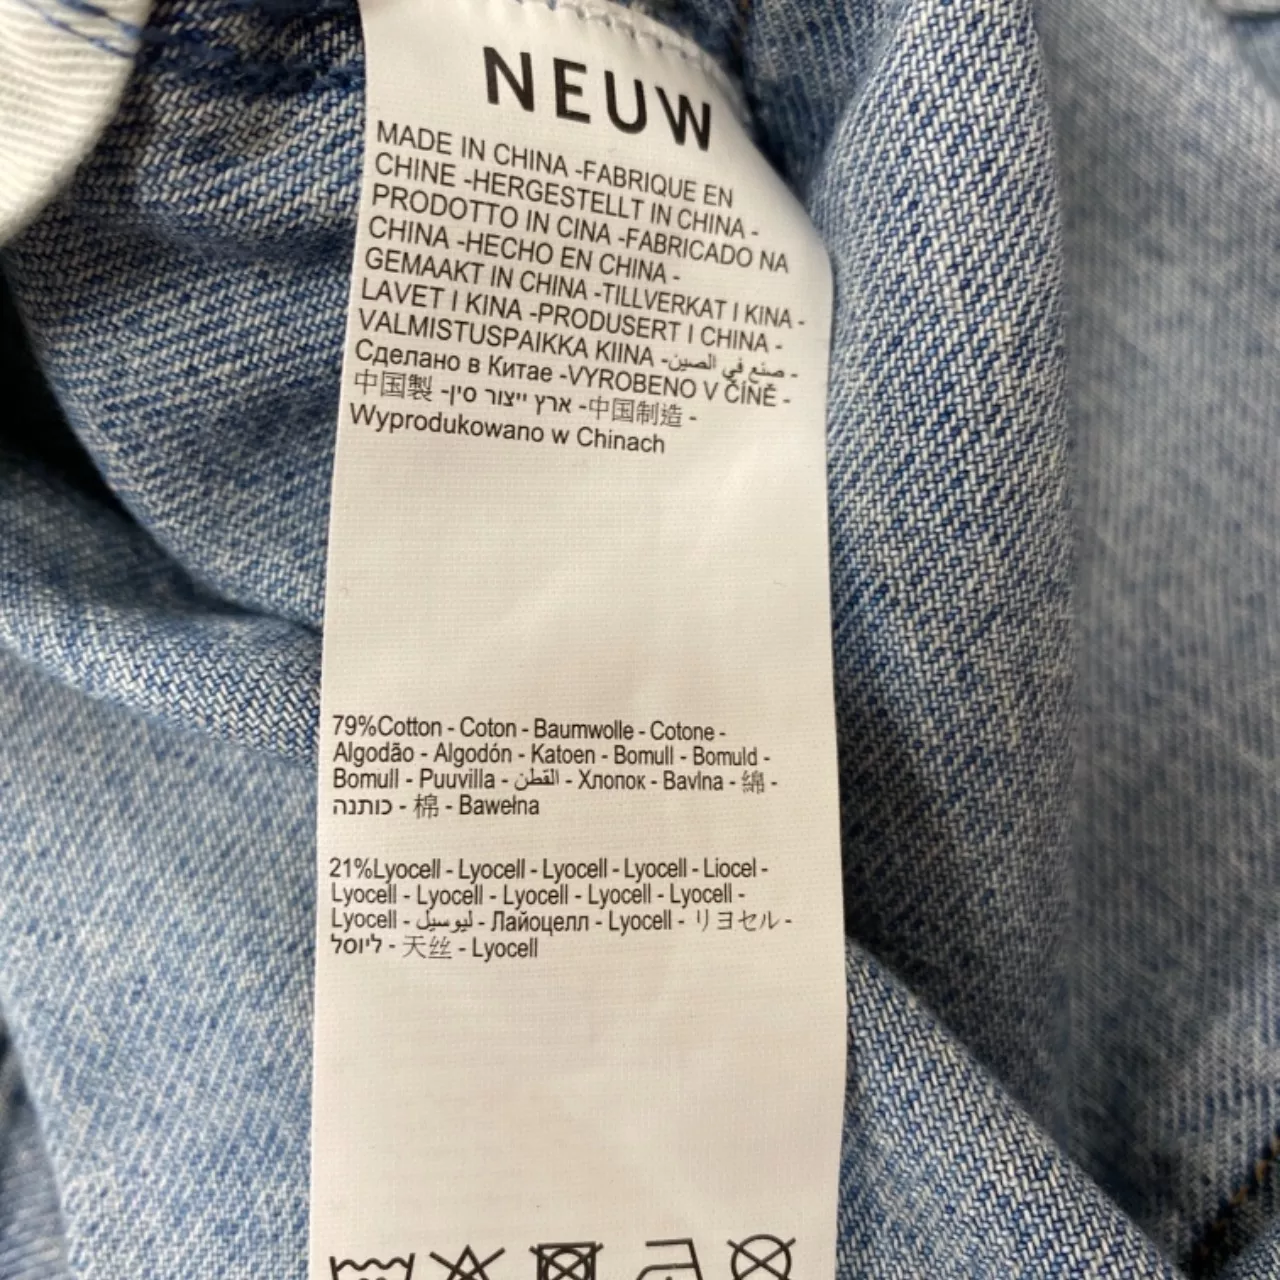 NEUW
MADE IN CHINA -FABRIQUE EN
CHINE -HERGESTELLT IN CHINA -
PRODOTTO IN CINA -FABRICADO NA
CHINA -HECHO EN CHINA -
GEMAAKT IN CHINA -TILLVERKAT I KINA -
LAVET I KINA -PRODUSERT I CHINA -
VALMISTUSPAIKKA KIINA -صنع في الصين -
Сделано в Китае -VYROBENO V ČÍNĚ -
中国製 -ארץ ייצור סין -中国制造 -
Wyprodukowano w Chinach
79%Cotton - Coton - Baumwolle - Cotone -
Algodão - Algodón - Katoen - Bomull - Bomuld -
Bomull - Puuvilla - القطن - Хлопок - Bavlna - 綿 -
כותנה - 棉 - Bawełna
21%Lyocell - Lyocell - Lyocell - Lyocell - Liocel -
Lyocell - Lyocell - Lyocell - Lyocell - Lyocell -
Lyocell - ليوسيل - Лайоцелл - Lyocell - リヨセル -
ליוסל - 天丝 - Lyocell